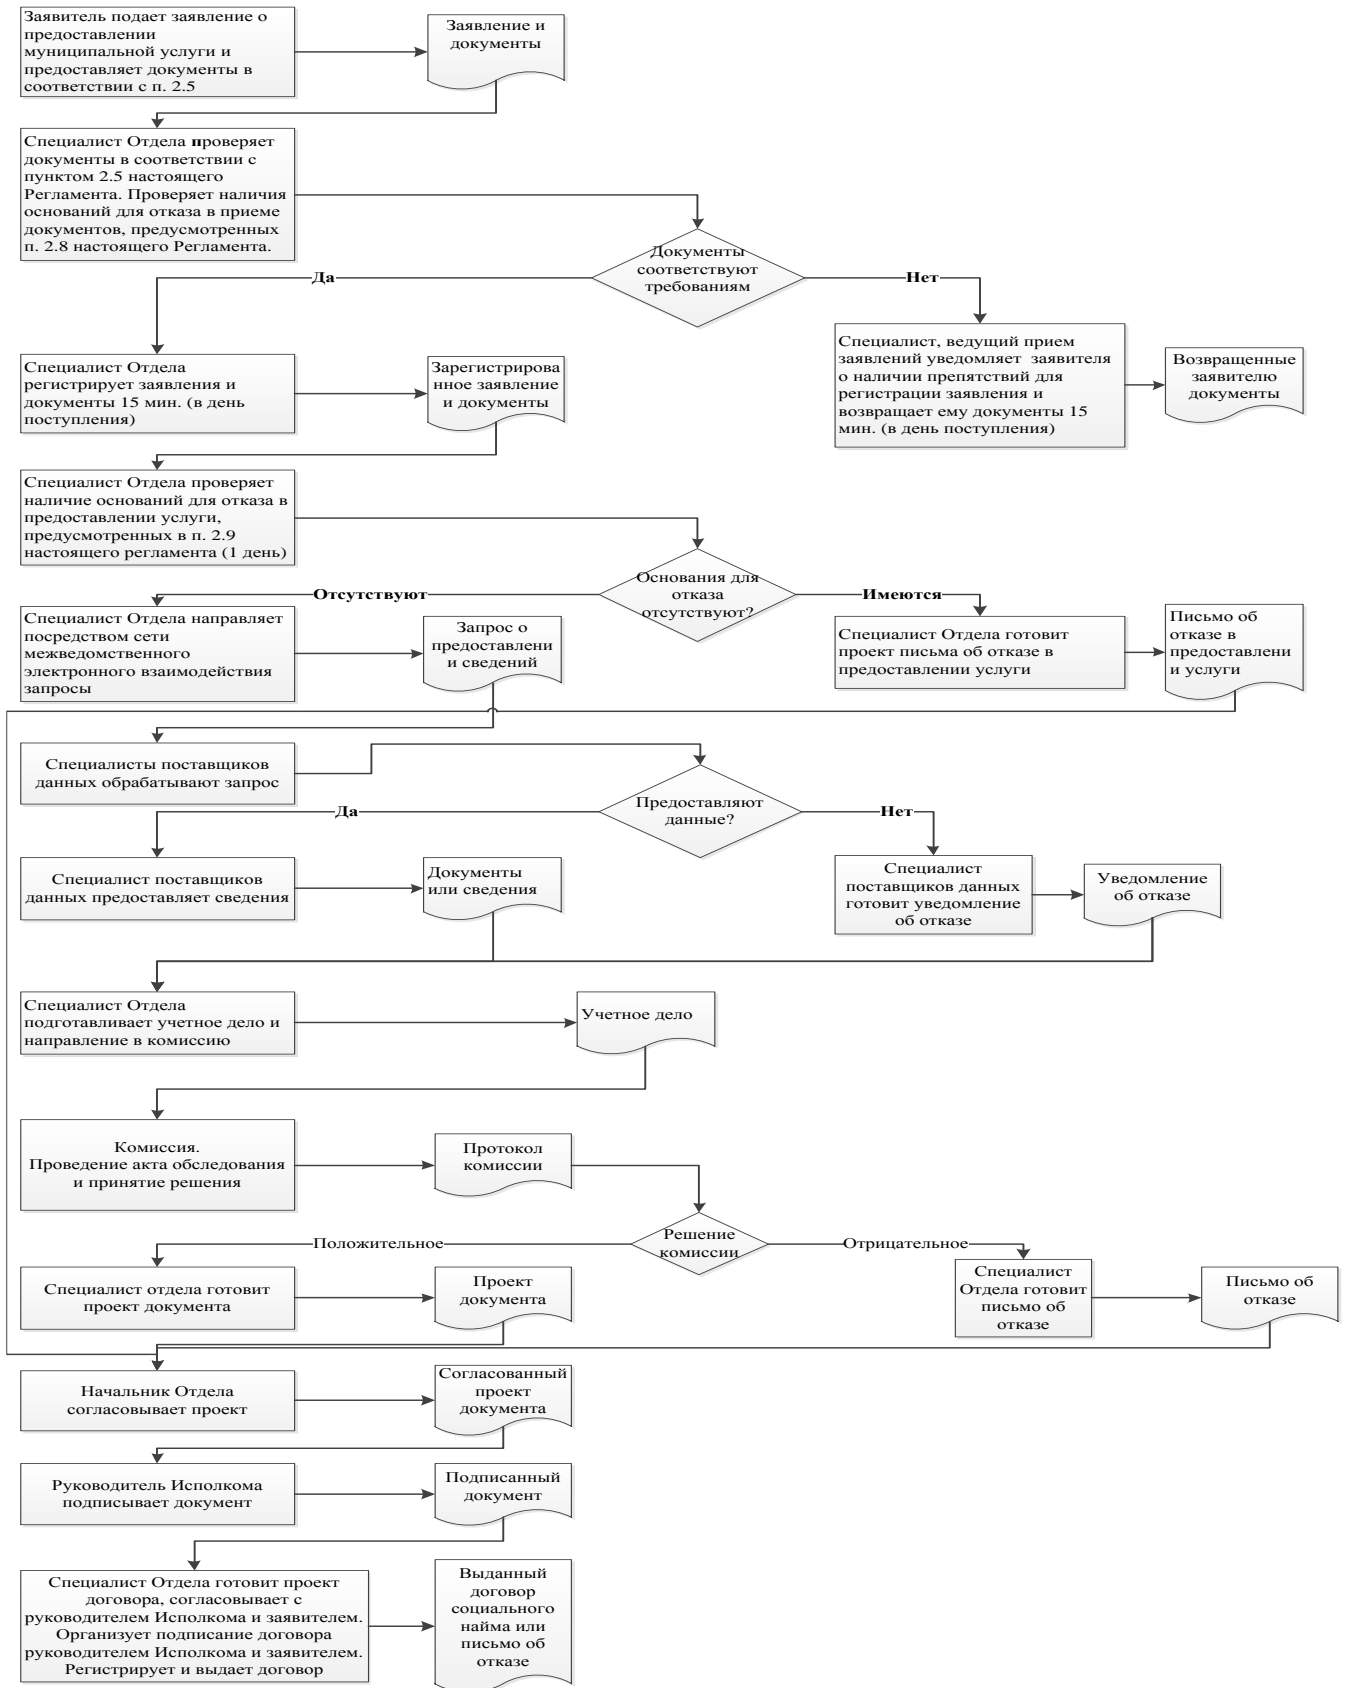 Заявитель подает заявление о
предоставлении
муниципальной услуги и
предоставляет документы в
соответствии с п. 2.5
Заявление и
документы
Специалист Отдела проверяет
документы в соответствии с
пунктом 2.5 настоящего
Регламента. Проверяет наличия
оснований для отказа в приеме
документов, предусмотренных
п. 2.8 настоящего Регламента.
Документы
соответствуют
требованиям
Да
Нет
Специалист Отдела
регистрирует заявления и
документы 15 мин. (в день
поступления)
Зарегистрирова
нное заявление
и документы
Специалист, ведущий прием
заявлений уведомляет заявителя
о наличии препятствий для
регистрации заявления и
возвращает ему документы 15
мин. (в день поступления)
Возвращенные
заявителю
документы
Специалист Отдела проверяет
наличие оснований для отказа в
предоставлении услуги,
предусмотренных в п. 2.9
настоящего регламента (1 день)
Основания для
отказа
отсутствуют?
Отсутствуют
Имеются
Специалист Отдела направляет
посредством сети
межведомственного
электронного взаимодействия
запросы
Запрос о
предоставлени
и сведений
Специалист Отдела готовит
проект письма об отказе в
предоставлении услуги
Письмо об
отказе в
предоставлени
и услуги
Специалисты поставщиков
данных обрабатывают запрос
Предоставляют
данные?
Да
Нет
Специалист поставщиков
данных предоставляет сведения
Документы
или сведения
Специалист
поставщиков данных
готовит уведомление
об отказе
Уведомление
об отказе
Специалист Отдела
подготавливает учетное дело и
направление в комиссию
Учетное дело
Комиссия.
Проведение акта обследования
и принятие решения
Протокол
комиссии
Решение
комиссии
Положительное
Отрицательное
Специалист отдела готовит
проект документа
Проект
документа
Специалист
Отдела готовит
письмо об
отказе
Письмо об
отказе
Начальник Отдела
согласовывает проект
Согласованный
проект
документа
Руководитель Исполкома
подписывает документ
Подписанный
документ
Специалист Отдела готовит проект
договора, согласовывает с
руководителем Исполкома и заявителем.
Организует подписание договора
руководителем Исполкома и заявителем.
Регистрирует и выдает договор
Выданный
договор
социального
найма или
письмо об
отказе